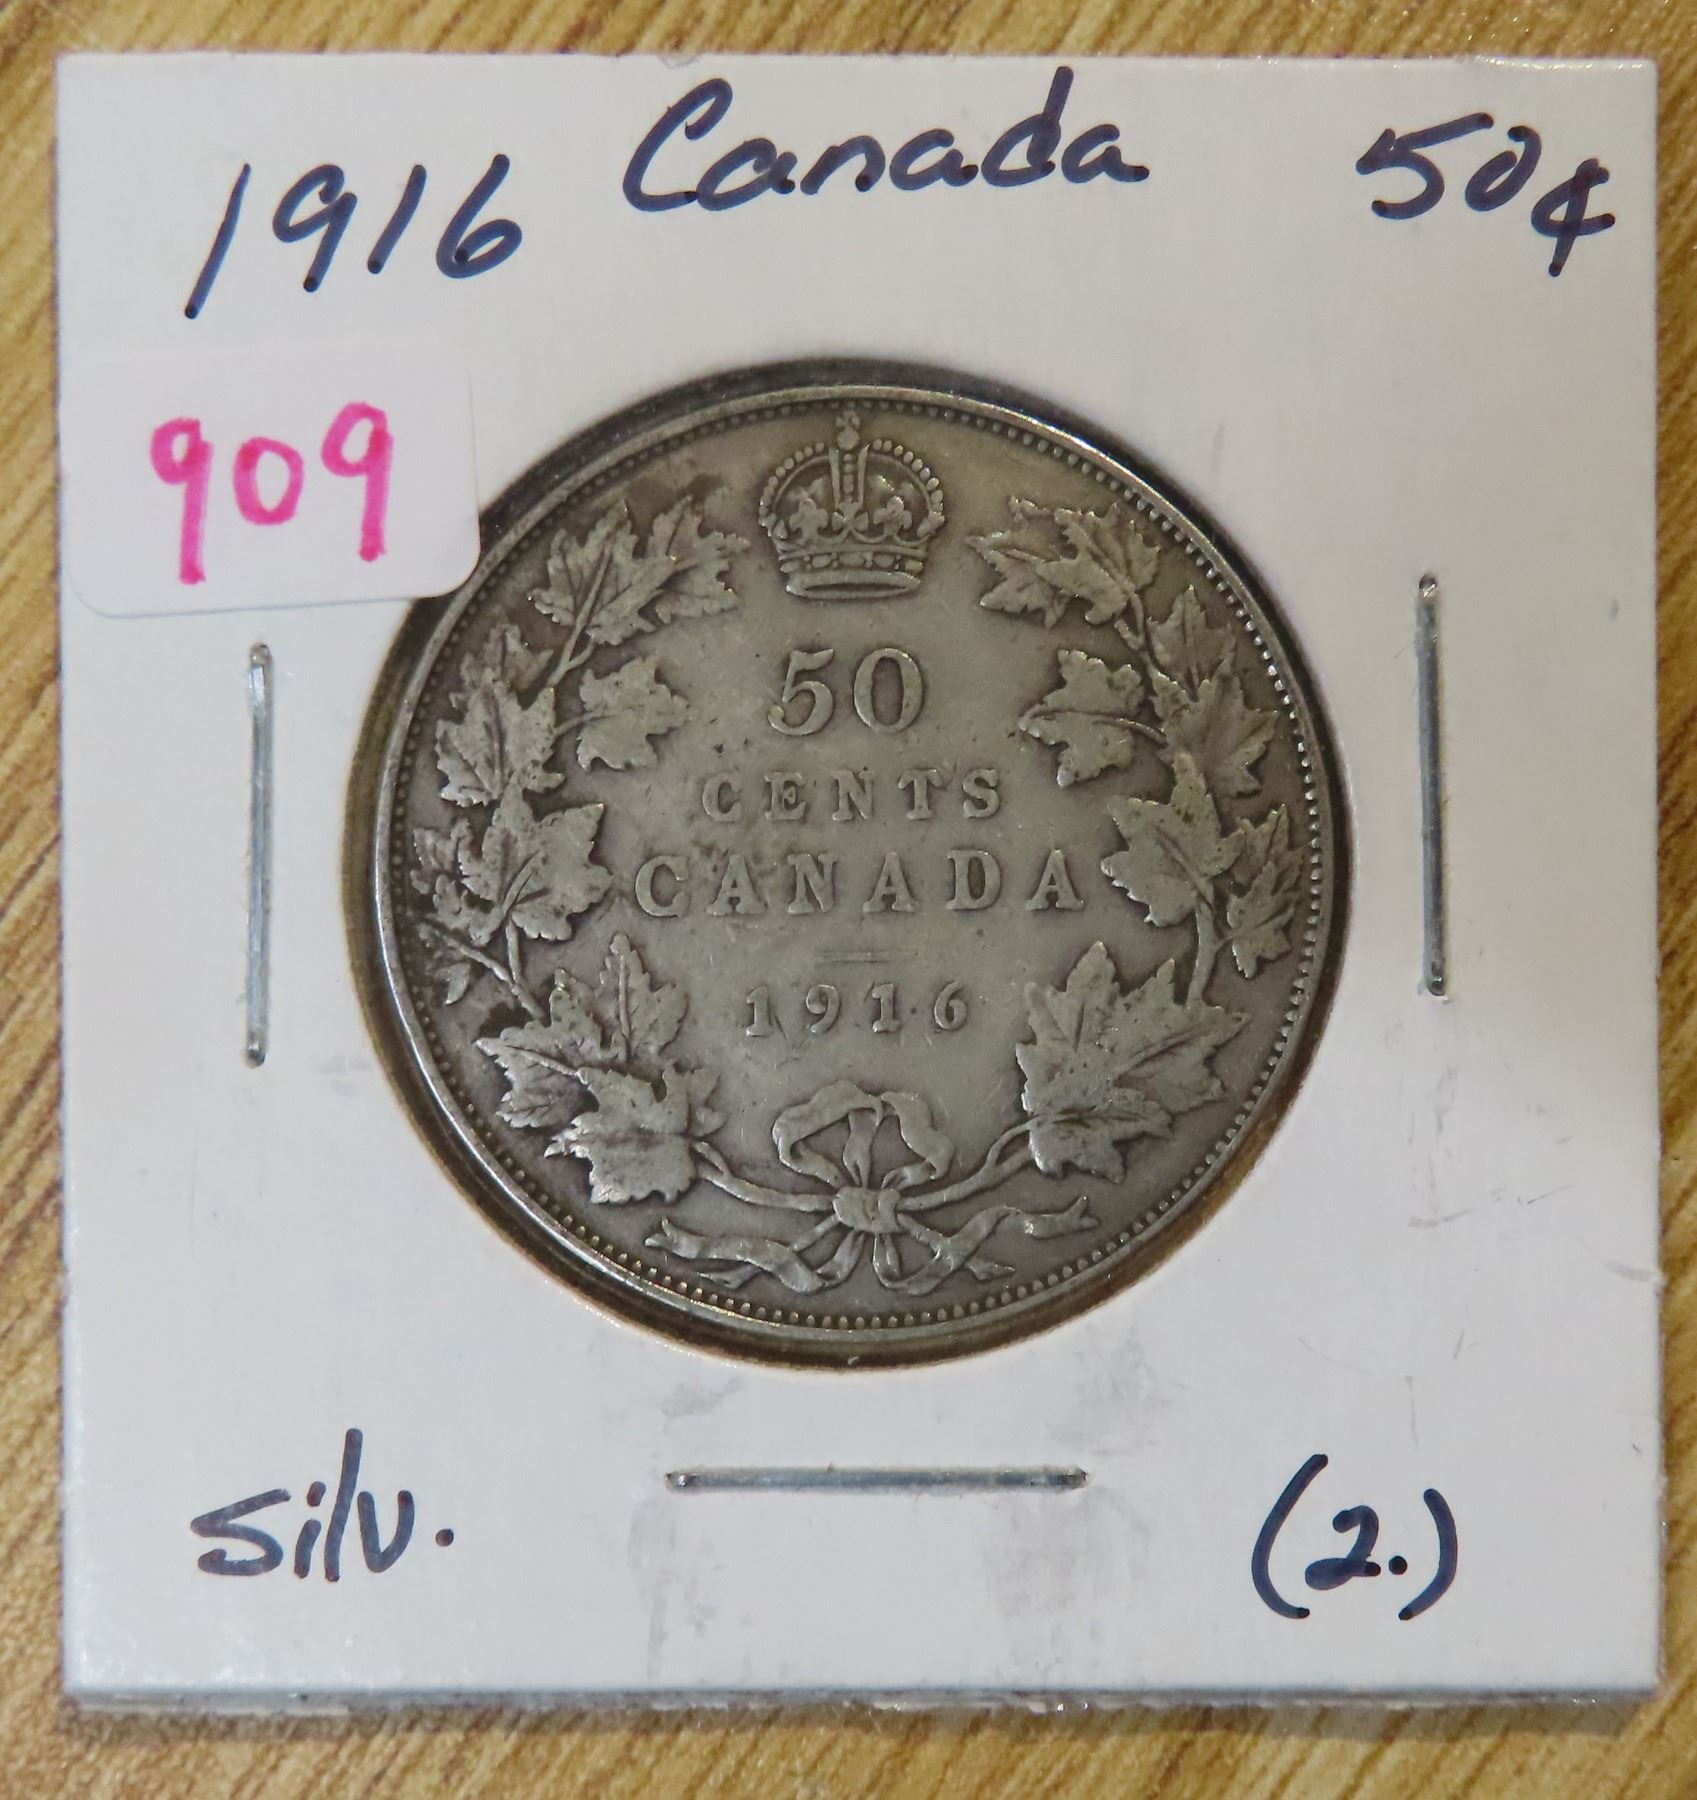 1916 Canada 50¢
909
50
CENTS
CANADA
1916
Silv. (2.)